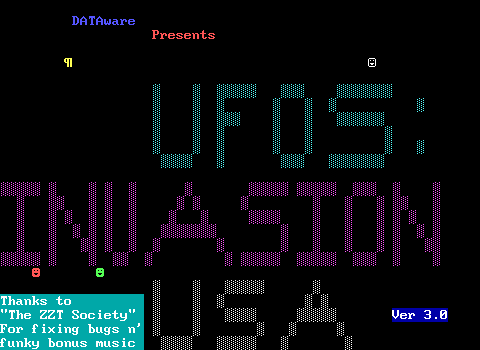 DATAware
Presents
¶
UFOS:
INVASION
USA
Thanks to
"The ZZT Society"
For fixing bugs n'
funky bonus music
Ver 3.0